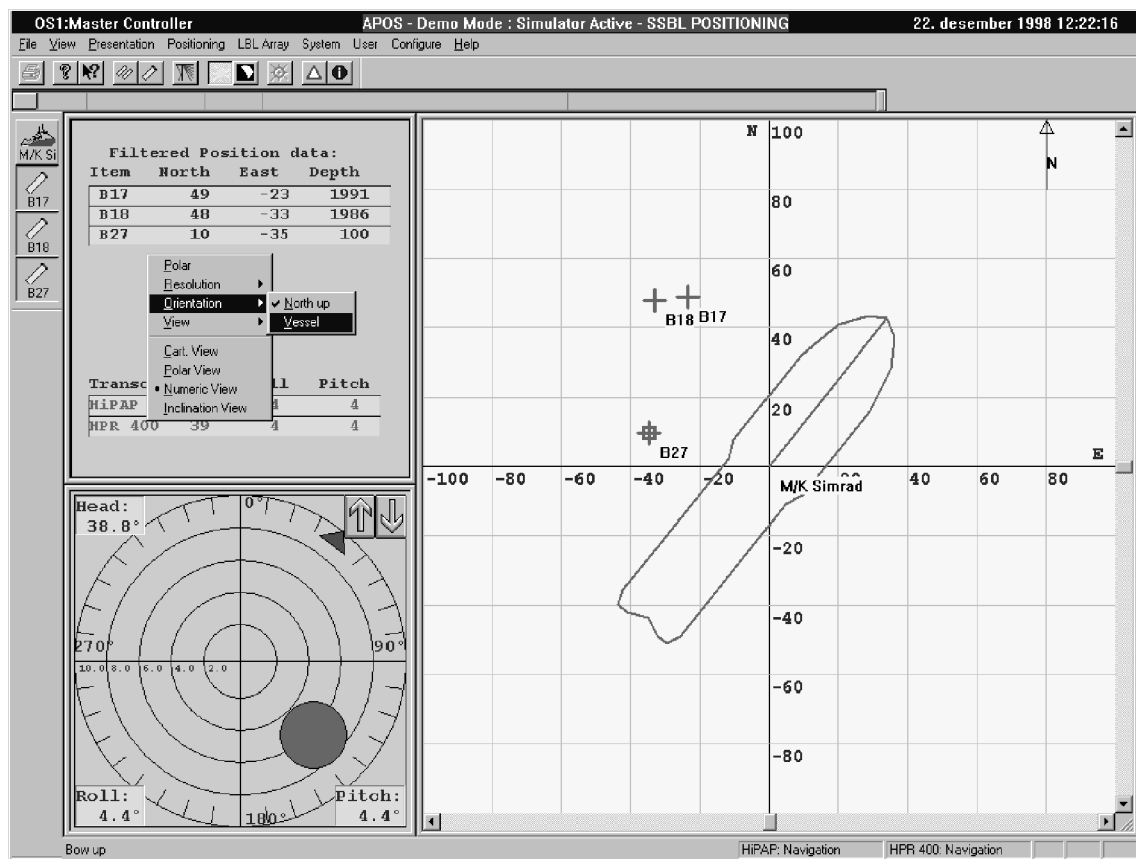 OS1:Master Controller APOS - Demo Mode : Simulator Active - SSBL POSITIONING 22. desember 1998 12:22:16
File View Presentation Positioning LBL Array System User Configure Help
M/K Si
B17
B18
B27
Filtered Position data:
Item North East Depth
B17 49 -23 1991
B18 48 -33 1986
B27 10 -35 100
Polar
Resolution
Orientation
View
North up
Vessel
Cart. View
Polar View
Numeric View
Inclination View
Transc ll Pitch
HiPAP 4 4
HPR 400 39 4 4
Head:
38.8°
0°
270°
90°
180°
10.0 8.0 6.0 4.0 2.0
Roll:
4.4°
Pitch:
4.4°
N 100
N
80
60
B18 B17
40
20
B27
E
-100 -80 -60 -40 -20 20 40 60 80
M/K Simrad
-20
-40
-60
-80
Bow up HiPAP: Navigation HPR 400: Navigation